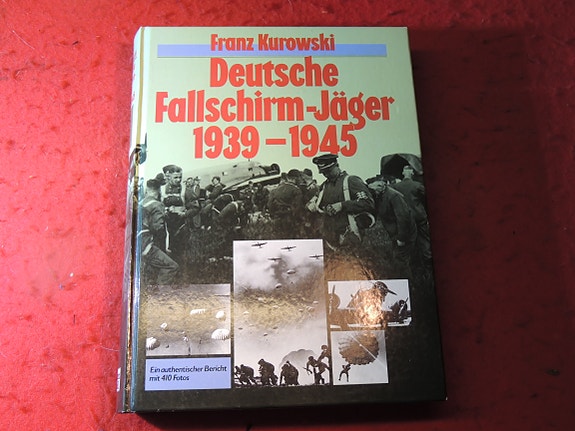 Franz Kurowski
Deutsche
Fallschirm-Jäger
1939–1945
Ein authentischer Bericht
mit 410 Fotos